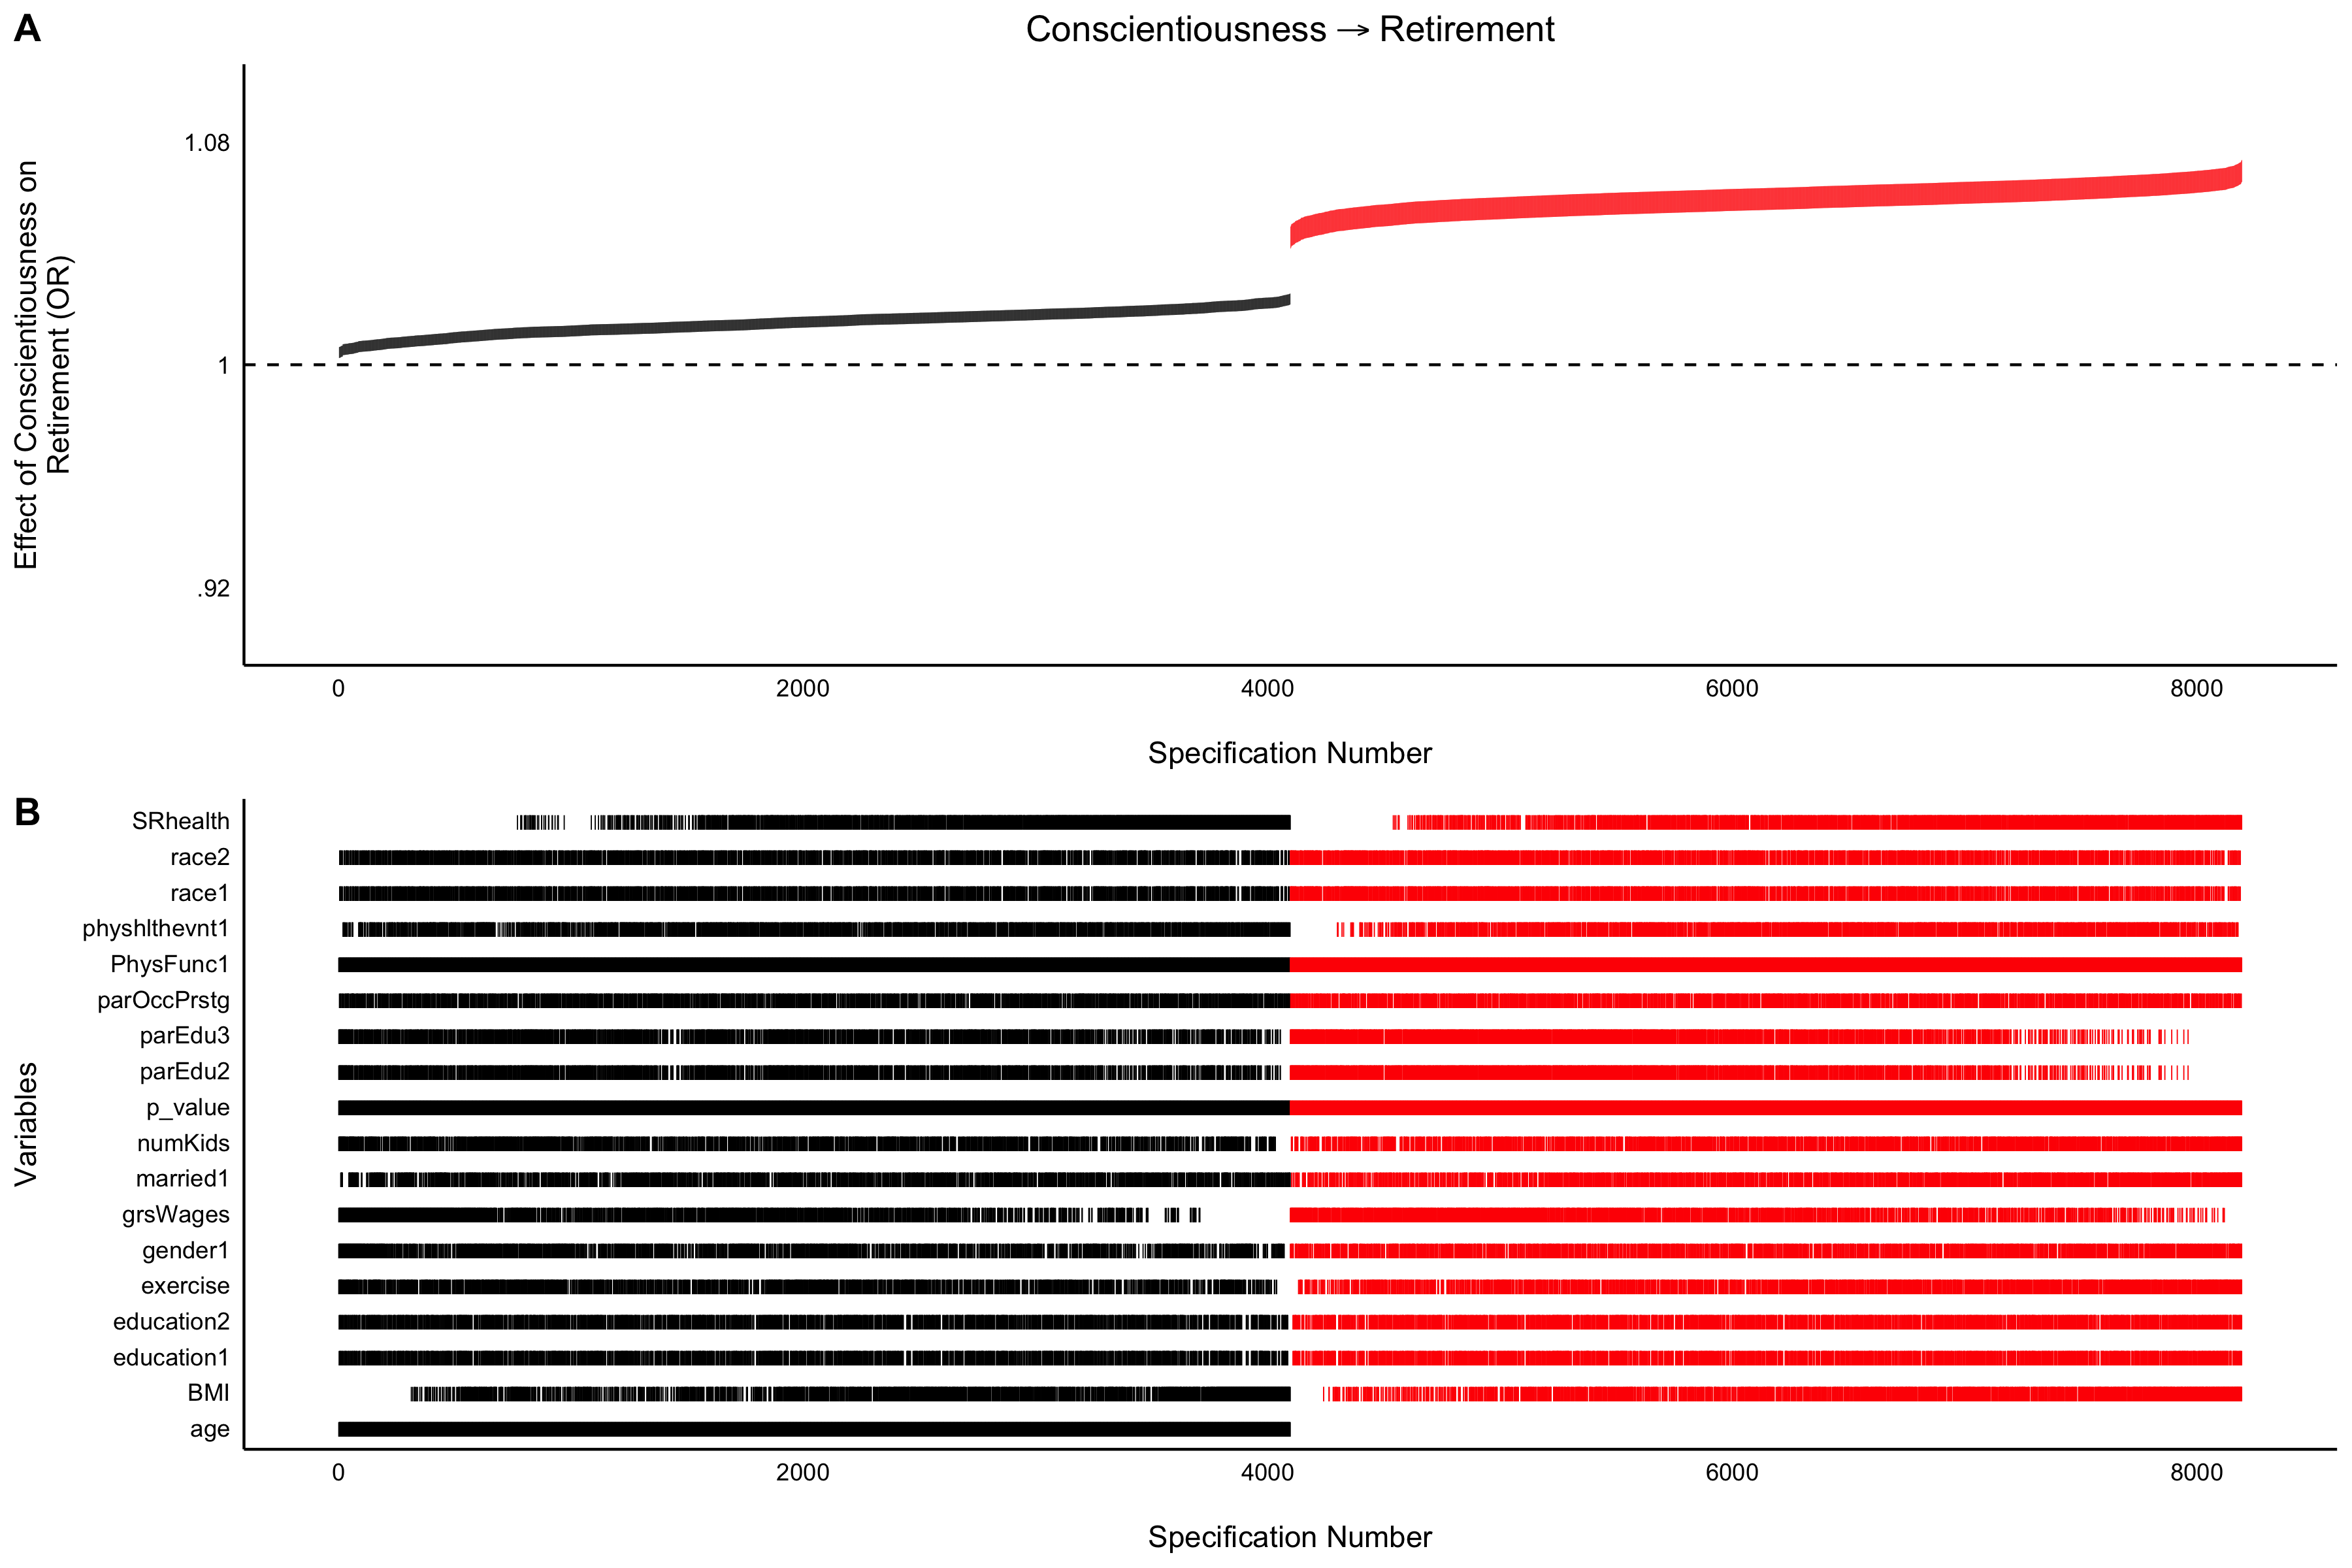 A
Conscientiousness → Retirement
Effect of Conscientiousness on
Retirement (OR)
1.08
1
.92
0 2000 4000 6000 8000
Specification Number
B
Variables
SRhealth
race2
race1
physhlthevnt1
PhysFunc1
parOccPrstg
parEdu3
parEdu2
p_value
numKids
married1
grsWages
gender1
exercise
education2
education1
BMI
age
0 2000 4000 6000 8000
Specification Number